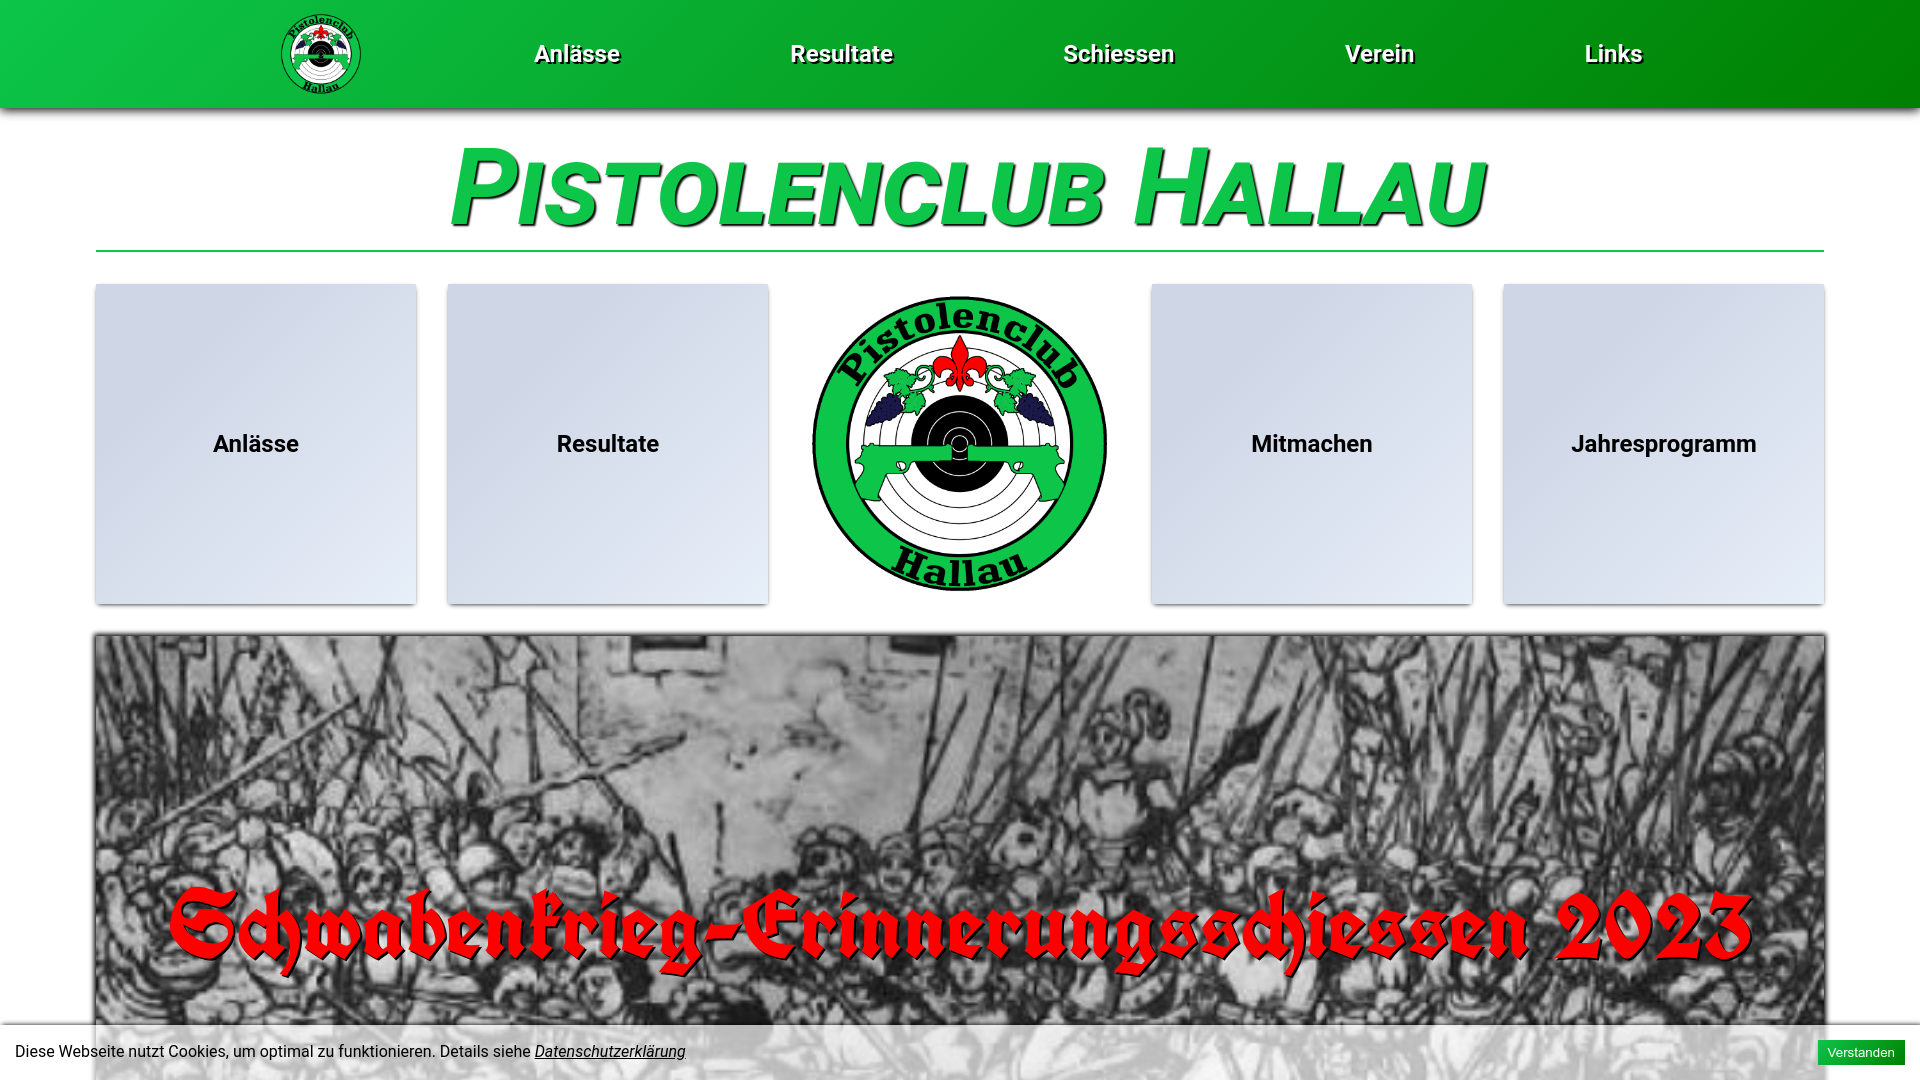 Pistolenclub
Hallau
Anlässe
Resultate
Schiessen
Verein
Links
Pistolenclub Hallau
Anlässe
Resultate
Pistolenclub
Hallau
Mitmachen
Jahresprogramm
Schwabenkrieg-Erinnerungsschiessen 2023
Diese Webseite nutzt Cookies, um optimal zu funktionieren. Details siehe Datenschutzerklärung
Verstanden